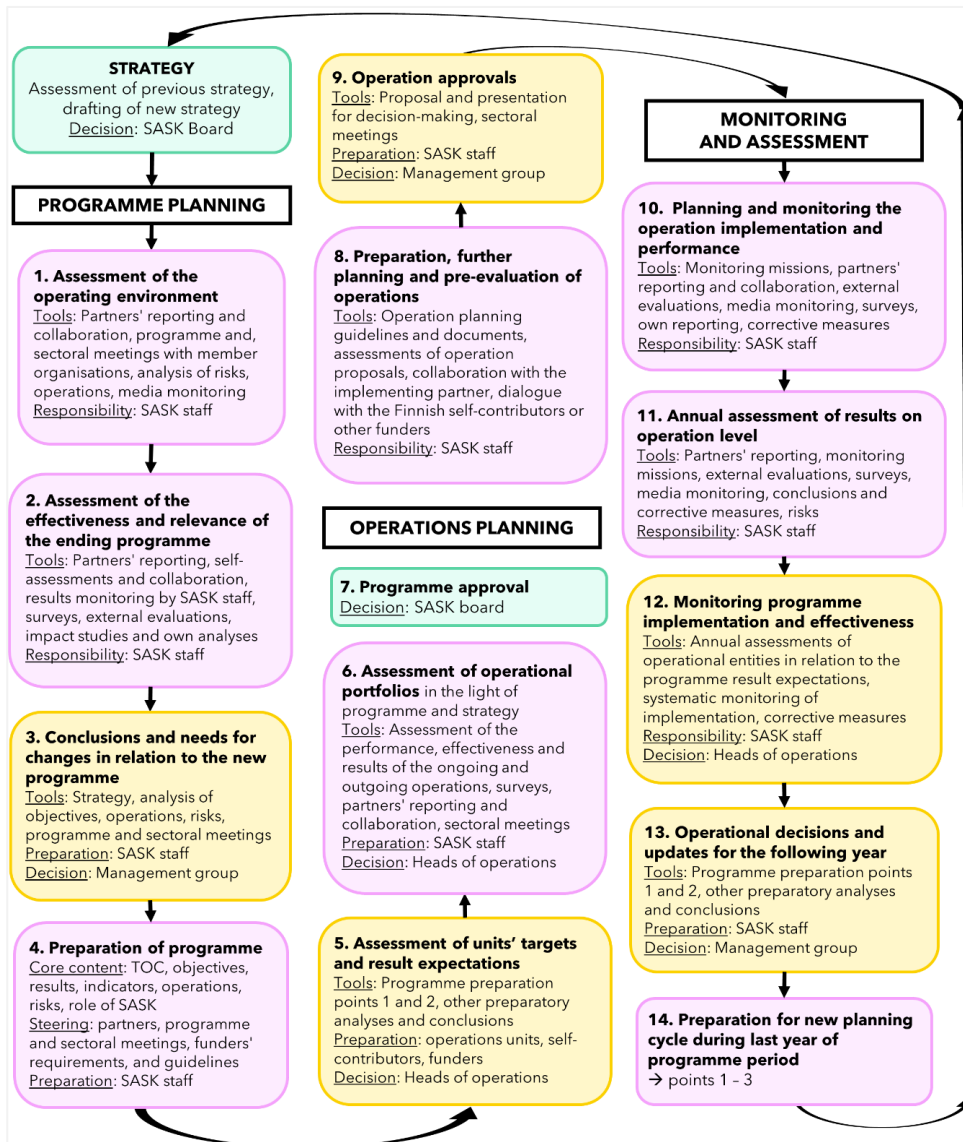 STRATEGY
Assessment of previous strategy,
drafting of new strategy
Decision: SASK Board
PROGRAMME PLANNING
1. Assessment of the
operating environment
Tools: Partners' reporting and
collaboration, programme and,
sectoral meetings with member
organisations, analysis of risks,
operations, media monitoring
Responsibility: SASK staff
2. Assessment of the
effectiveness and relevance of
the ending programme
Tools: Partners' reporting, self-
assessments and collaboration,
results monitoring by SASK staff,
surveys, external evaluations,
impact studies and own analyses
Responsibility: SASK staff
3. Conclusions and needs for
changes in relation to the new
programme
Tools: Strategy, analysis of
objectives, operations, risks,
programme and sectoral meetings
Preparation: SASK staff
Decision: Management group
4. Preparation of programme
Core content: TOC, objectives,
results, indicators, operations,
risks, role of SASK
Steering: partners, programme
and sectoral meetings, funders'
requirements, and guidelines
Preparation: SASK staff
9. Operation approvals
Tools: Proposal and presentation
for decision-making, sectoral
meetings
Preparation: SASK staff
Decision: Management group
8. Preparation, further
planning and pre-evaluation of
operations
Tools: Operation planning
guidelines and documents,
assessments of operation
proposals, collaboration with the
implementing partner, dialogue
with the Finnish self-contributors or
other funders
Responsibility: SASK staff
OPERATIONS PLANNING
7. Programme approval
Decision: SASK board
6. Assessment of operational
portfolios in the light of
programme and strategy
Tools: Assessment of the
performance, effectiveness and
results of the ongoing and
outgoing operations, surveys,
partners' reporting and
collaboration, sectoral meetings
Preparation: SASK staff
Decision: Heads of operations
5. Assessment of units' targets
and result expectations
Tools: Programme preparation
points 1 and 2, other preparatory
analyses and conclusions
Preparation: operations units, self-
contributors, funders
Decision: Heads of operations
MONITORING
AND ASSESSMENT
10. Planning and monitoring the
operation implementation and
performance
Tools: Monitoring missions, partners'
reporting and collaboration, external
evaluations, media monitoring, surveys,
own reporting, corrective measures
Responsibility: SASK staff
11. Annual assessment of results on
operation level
Tools: Partners' reporting, monitoring
missions, external evaluations, surveys,
media monitoring, conclusions and
corrective measures, risks
Responsibility: SASK staff
12. Monitoring programme
implementation and effectiveness
Tools: Annual assessments of
operational entities in relation to the
programme result expectations,
systematic monitoring of
implementation, corrective measures
Responsibility: SASK staff
Decision: Heads of operations
13. Operational decisions and
updates for the following year
Tools: Programme preparation points
1 and 2, other preparatory analyses
and conclusions
Preparation: SASK staff
Decision: Management group
14. Preparation for new planning
cycle during last year of
programme period
→ points 1 – 3